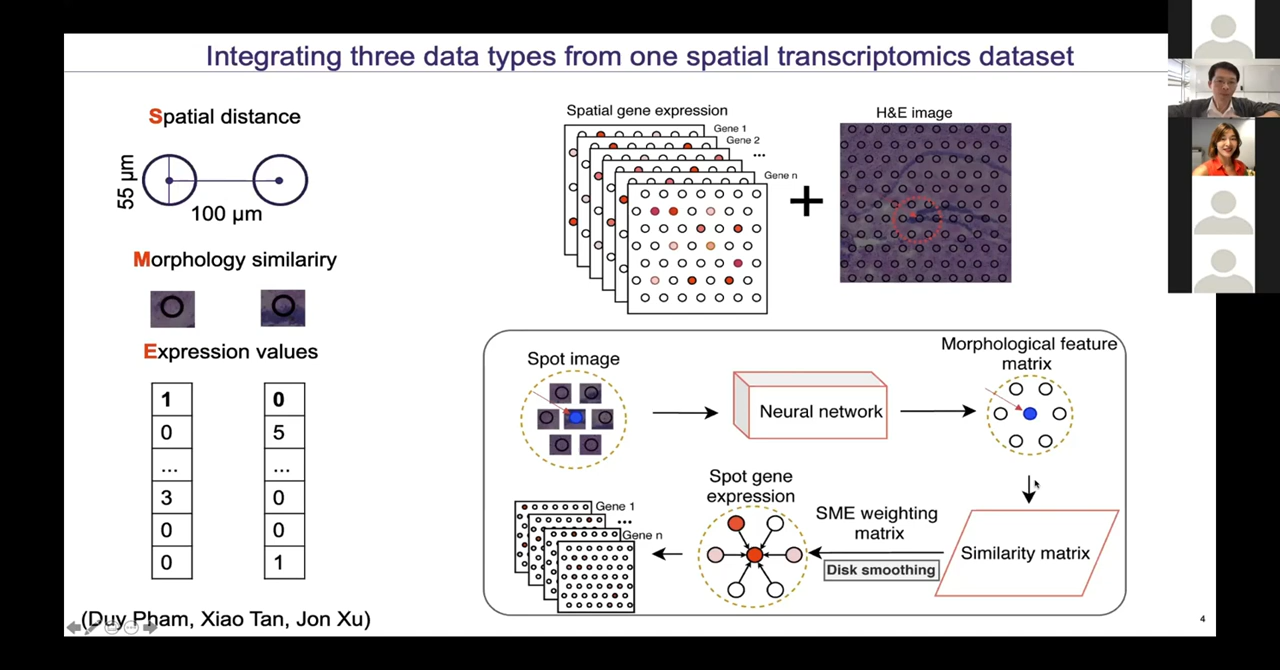 Integrating three data types from one spatial transcriptomics dataset
Spatial distance
55 µm
100 µm
Morphology similariry
Expression values
1
0
...
3
0
0
0
5
...
0
0
1
(Duy Pham, Xiao Tan, Jon Xu)
Spatial gene expression
Gene 1
Gene 2
...
Gene n
+
H&E image
Spot image
Neural network
Morphological feature
matrix
Similarity matrix
SME weighting
matrix
Disk smoothing
Spot gene
expression
Gene 1
...
Gene n
4